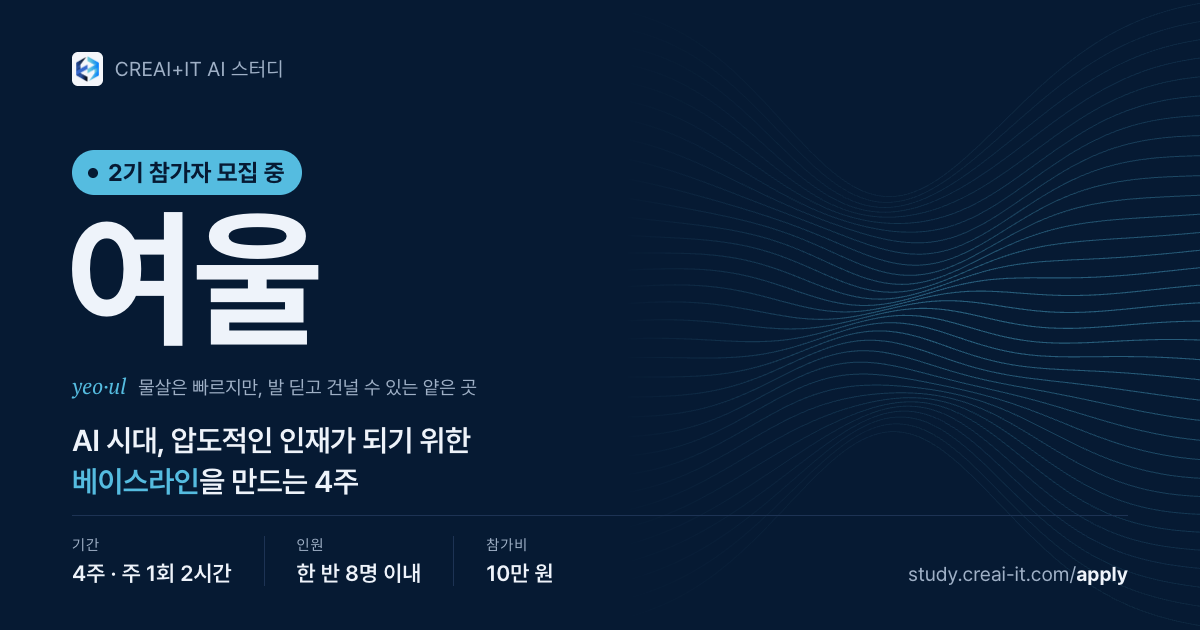 CREAI+IT AI 스터디
2기 참가자 모집 중
여울
yeo·ul 물살은 빠르지만, 발 딛고 건널 수 있는 얕은 곳
AI 시대, 압도적인 인재가 되기 위한
베이스라인을 만드는 4주
기간
4주 · 주 1회 2시간
인원
한 반 8명 이내
참가비
10만 원
study.creai-it.com/apply